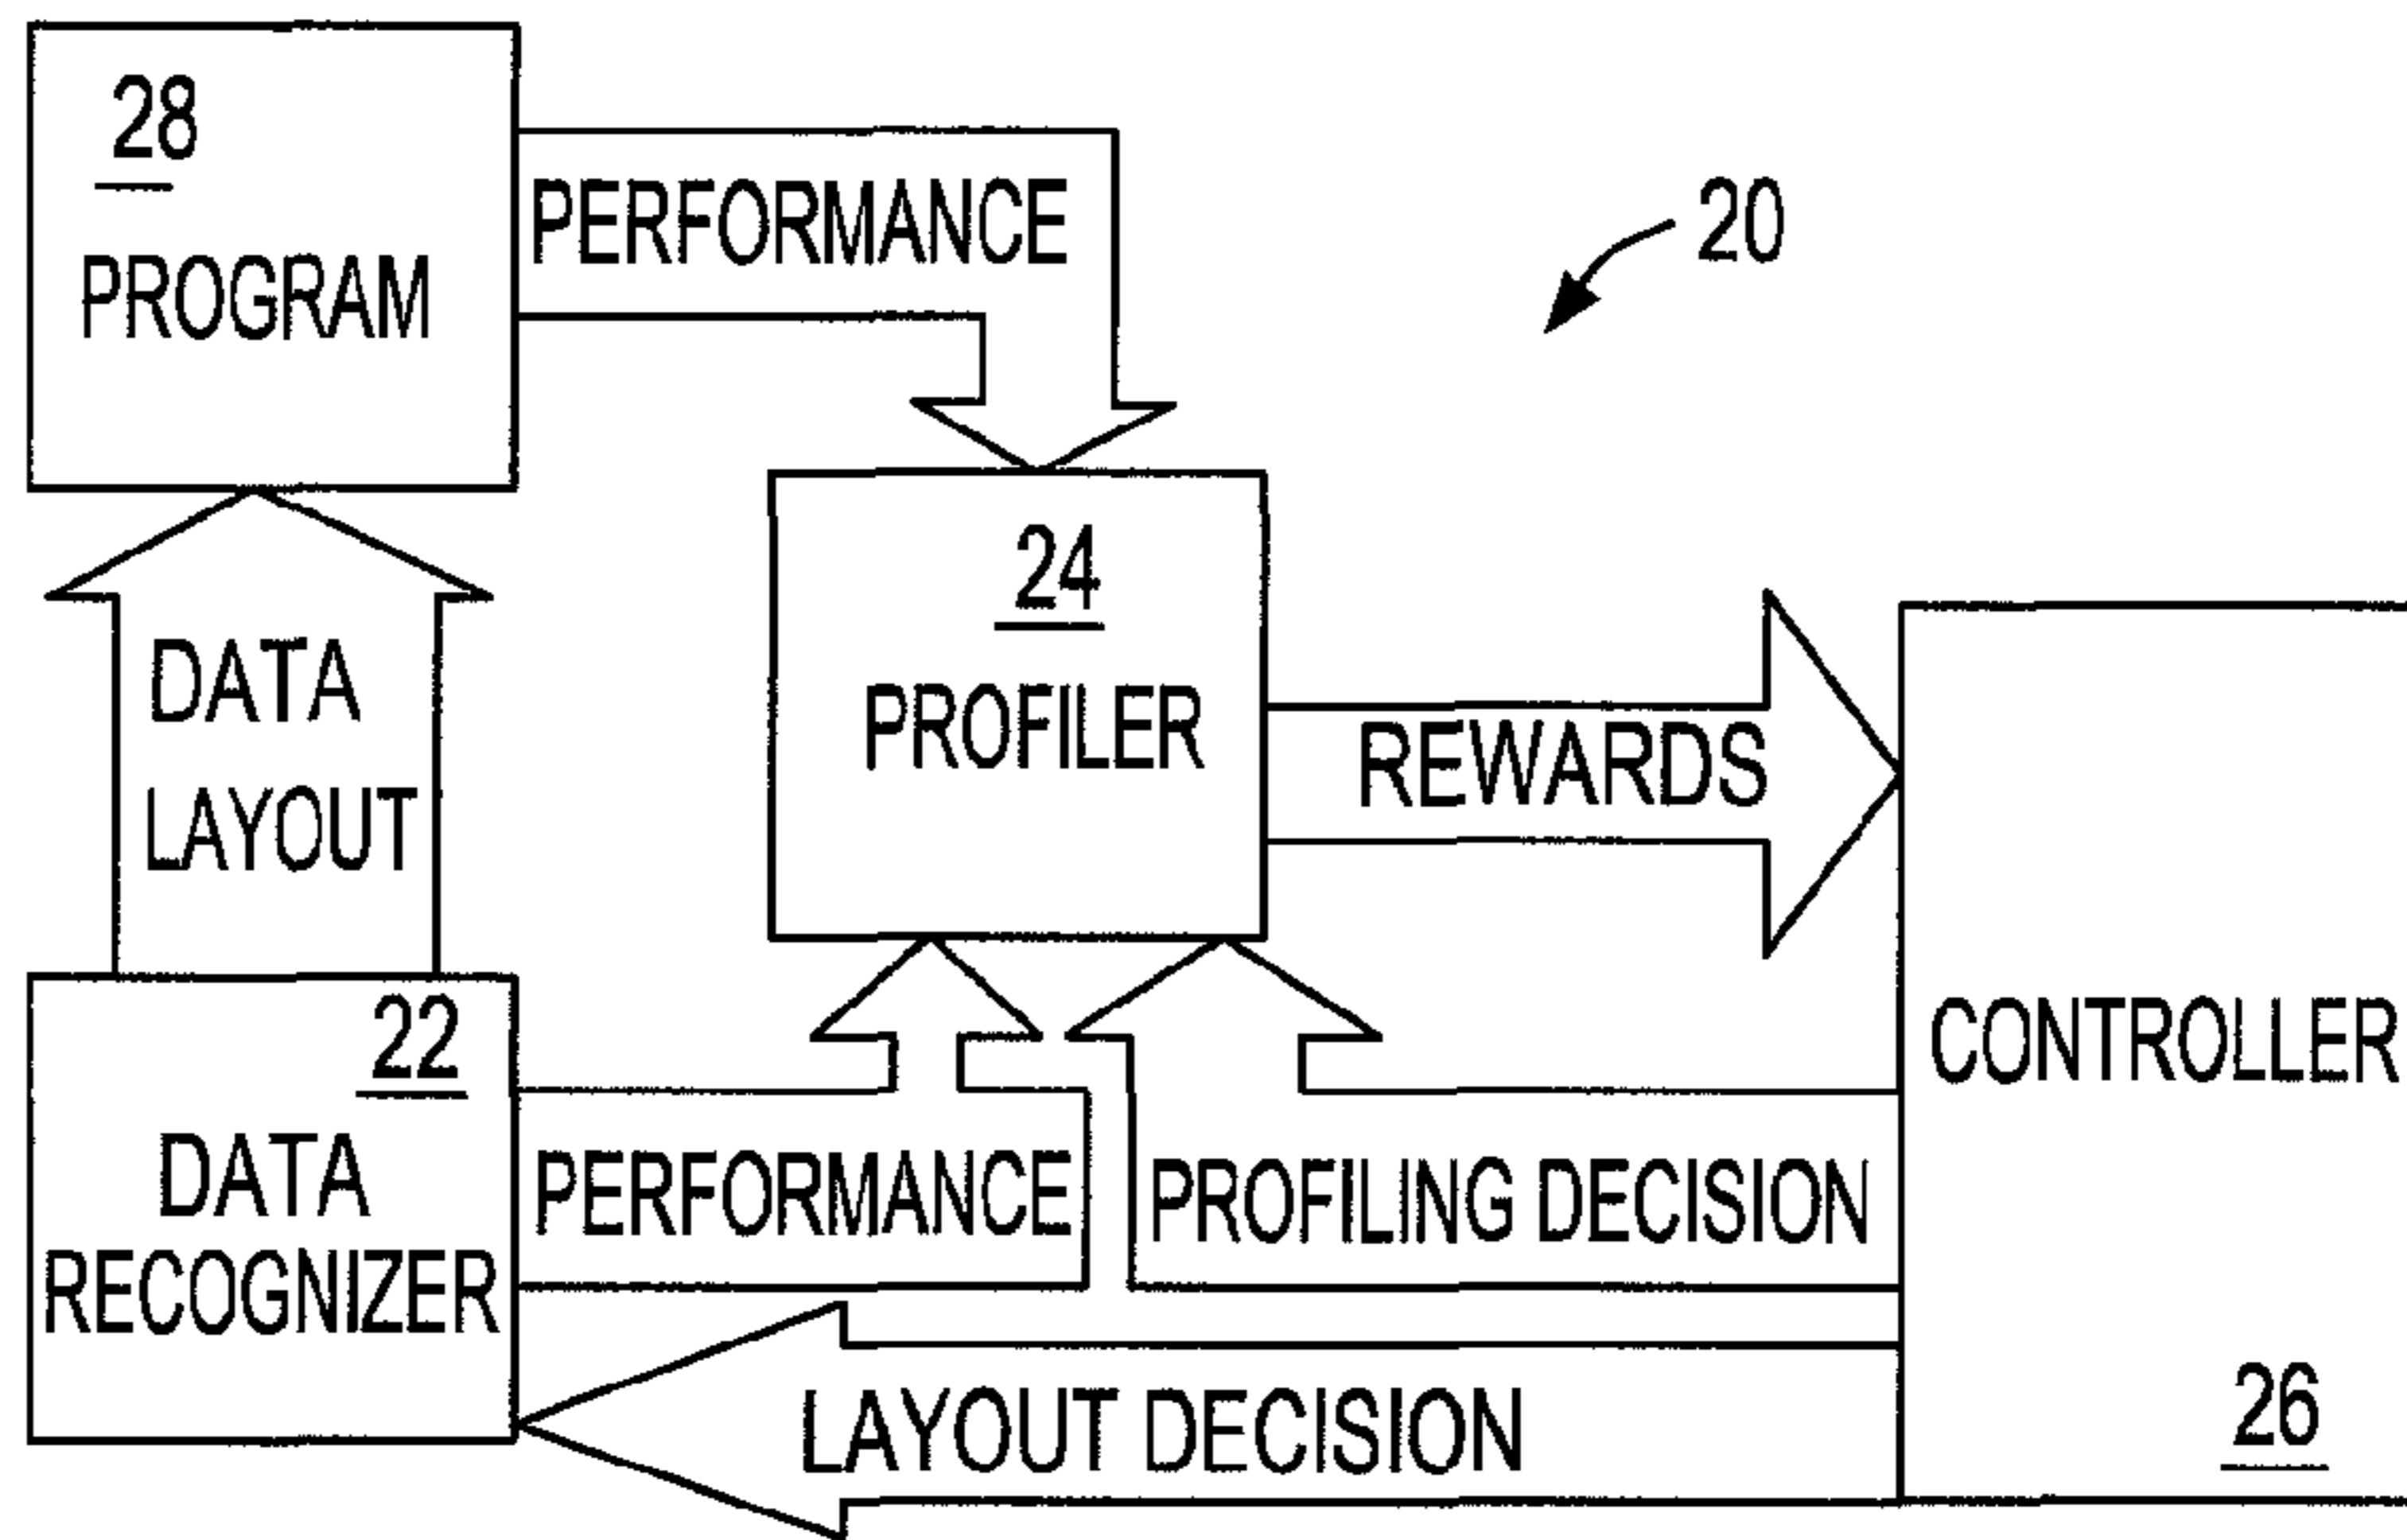 28
PROGRAM
PERFORMANCE
20
24
PROFILER
DATA
LAYOUT
REWARDS
CONTROLLER
26
22
DATA
RECOGNIZER
PERFORMANCE
PROFILING DECISION
LAYOUT DECISION